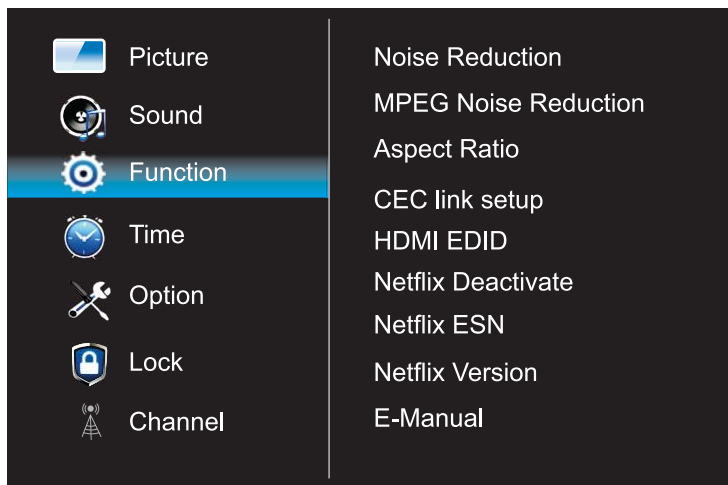 Picture
Sound
Function
Time
Option
Lock
Channel
Noise Reduction
MPEG Noise Reduction
Aspect Ratio
CEC link setup
HDMI EDID
Netflix Deactivate
Netflix ESN
Netflix Version
E-Manual